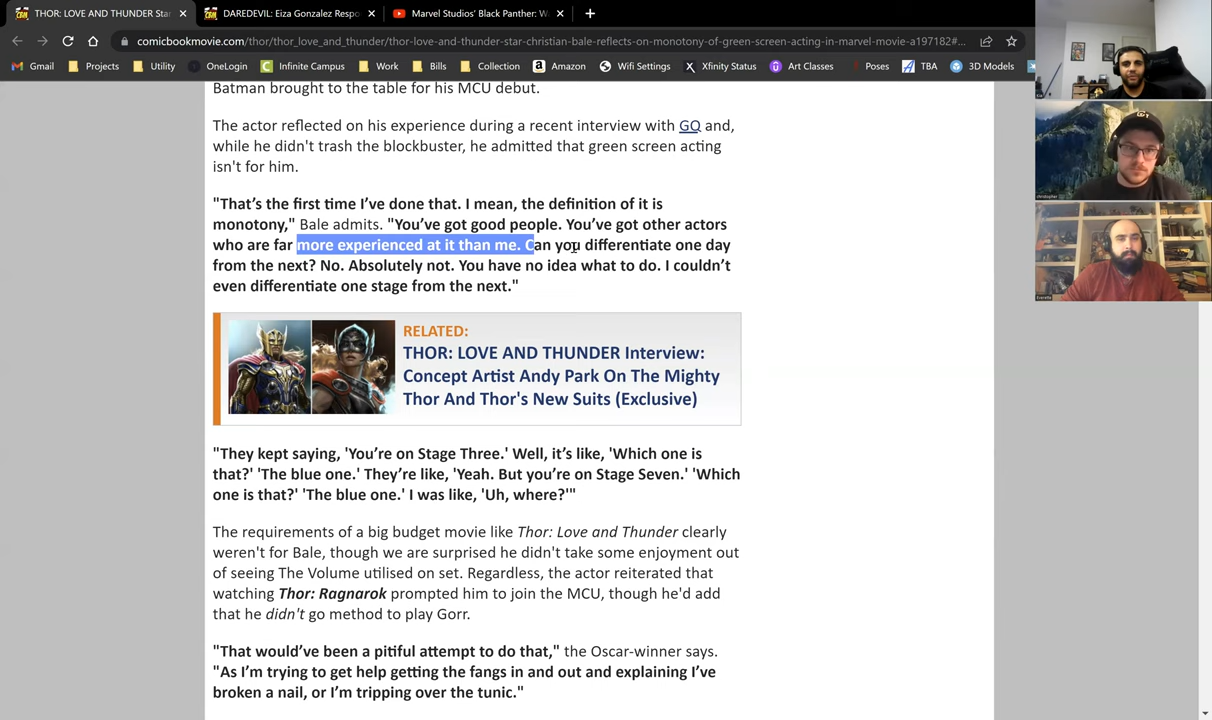 THOR: LOVE AND THUNDER Star
DAREDEVIL: Eiza Gonzalez Respo
Marvel Studios' Black Panther: W
comicbookmovie.com/thor/thor_love_and_thunder/thor-love-and-thunder-star-christian-bale-reflects-on-monotony-of-green-screen-acting-in-marvel-movie-a197182#...
Gmail Projects Utility OneLogin Infinite Campus Work Bills Collection Amazon Wifi Settings Xfinity Status Art Classes Poses TBA 3D Models
Batman brought to the table for his MCU debut.
The actor reflected on his experience during a recent interview with GQ and,
while he didn't trash the blockbuster, he admitted that green screen acting
isn't for him.
"That's the first time I've done that. I mean, the definition of it is
monotony," Bale admits. "You've got good people. You've got other actors
who are far more experienced at it than me. Can you differentiate one day
from the next? No. Absolutely not. You have no idea what to do. I couldn't
even differentiate one stage from the next."
RELATED:
THOR: LOVE AND THUNDER Interview:
Concept Artist Andy Park On The Mighty
Thor And Thor's New Suits (Exclusive)
"They kept saying, 'You're on Stage Three.' Well, it's like, 'Which one is
that?' 'The blue one.' They're like, 'Yeah. But you're on Stage Seven.' 'Which
one is that?' 'The blue one.' I was like, 'Uh, where?'"
The requirements of a big budget movie like Thor: Love and Thunder clearly
weren't for Bale, though we are surprised he didn't take some enjoyment out
of seeing The Volume utilised on set. Regardless, the actor reiterated that
watching Thor: Ragnarok prompted him to join the MCU, though he'd add
that he didn't go method to play Gorr.
"That would've been a pitiful attempt to do that," the Oscar-winner says.
"As I'm trying to get help getting the fangs in and out and explaining I've
broken a nail, or I'm tripping over the tunic."